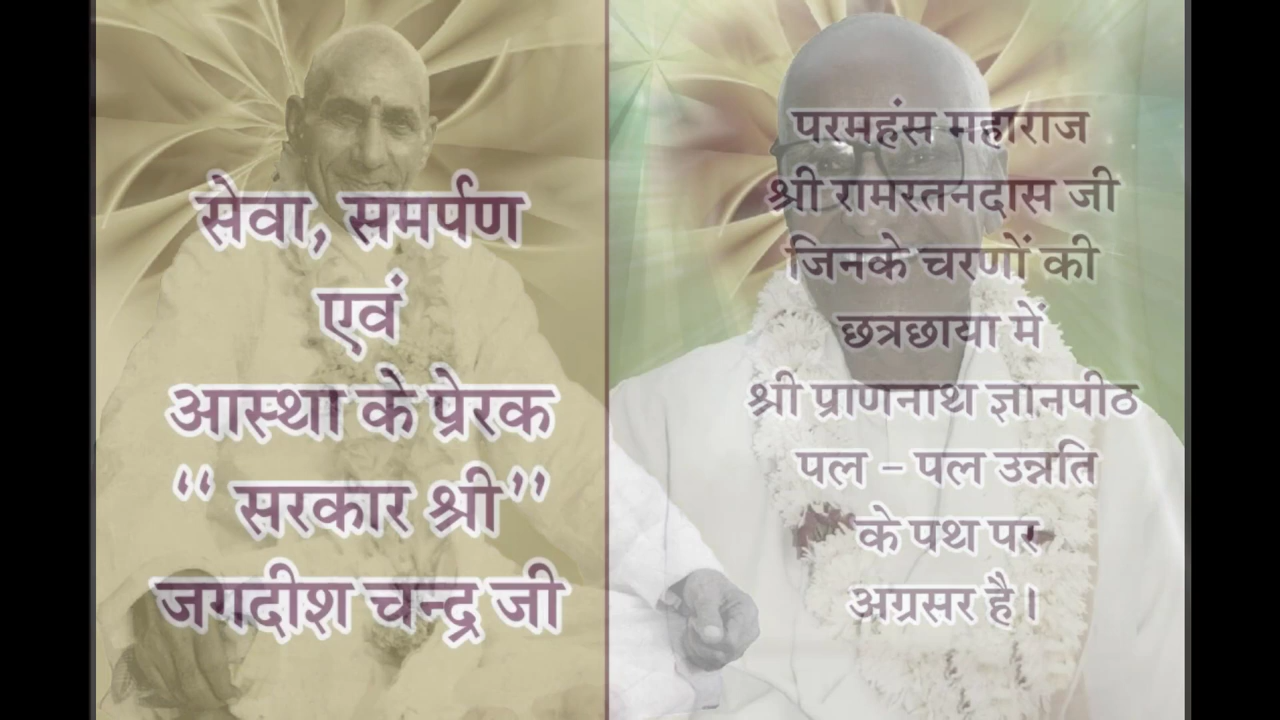 सेवा, समर्पण
एवं
आस्था के प्रेरक
“ सरकार श्री”
जगदीश चन्द्र जी
परमहंस महाराज
श्री रामरतनदास जी
जिनके चरणों की
छत्रछाया में
श्री प्राणनाथ ज्ञानपीठ
पल – पल उन्नति
के पथ पर
अग्रसर है।